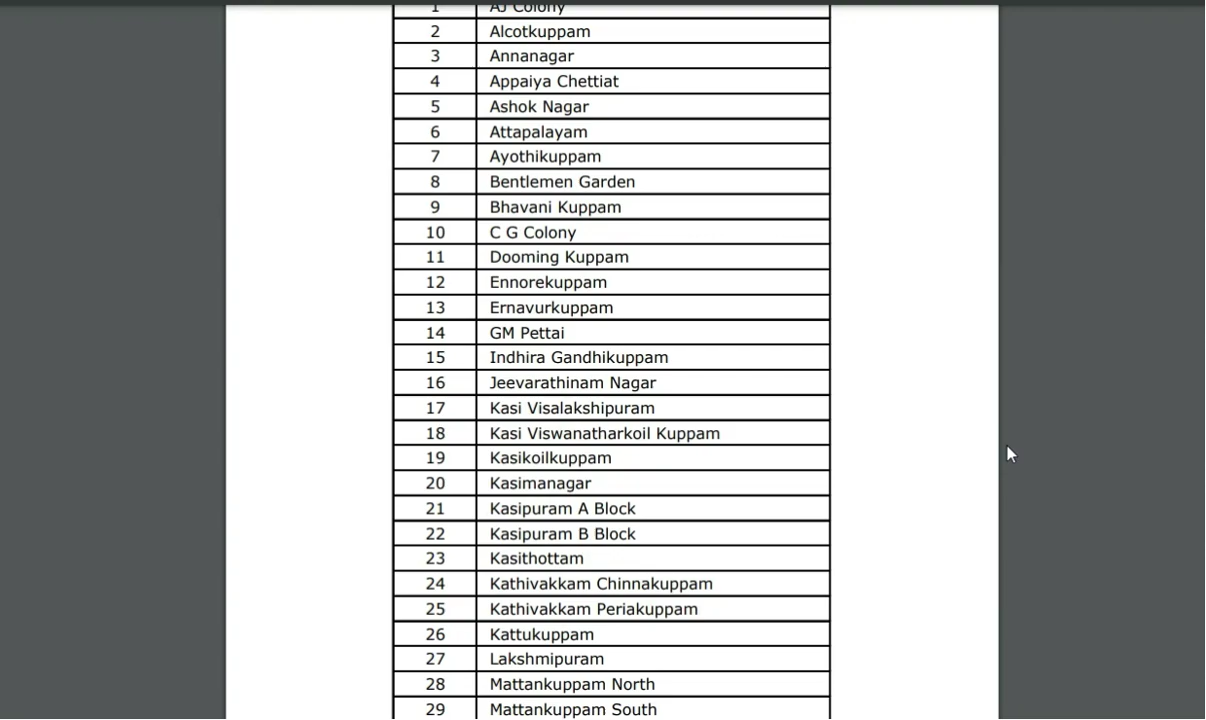 1 AJ Colony
2 Alcotkuppam
3 Annanagar
4 Appaiya Chettiat
5 Ashok Nagar
6 Attapalayam
7 Ayothikuppam
8 Bentlemen Garden
9 Bhavani Kuppam
10 C G Colony
11 Dooming Kuppam
12 Ennorekuppam
13 Ernavurkuppam
14 GM Pettai
15 Indhira Gandhikuppam
16 Jeevarathinam Nagar
17 Kasi Visalakshipuram
18 Kasi Viswanatharkoil Kuppam
19 Kasikoilkuppam
20 Kasimanagar
21 Kasipuram A Block
22 Kasipuram B Block
23 Kasithottam
24 Kathivakkam Chinnakuppam
25 Kathivakkam Periakuppam
26 Kattukuppam
27 Lakshmipuram
28 Mattankuppam North
29 Mattankuppam South